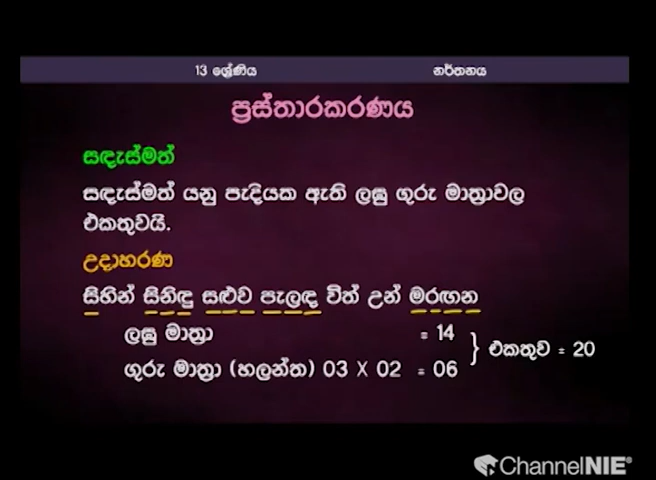 13 ශ්‍රේණිය නර්තනය
ප්‍රස්තාරකරණය
සඳැස්මත්
සඳැස්මත් යනු පැදියක ඇති ලඝු ගුරු මාත්‍රාවල
එකතුවයි.
උදාහරණ
සිහින් සිනිඳු සළුව පැලඳ විත් උන් මරඟන
ලඝු මාත්‍රා = 14
ගුරු මාත්‍රා (හලන්ත) 03 X 02 = 06 } එකතුව = 20
ChannelNIE®